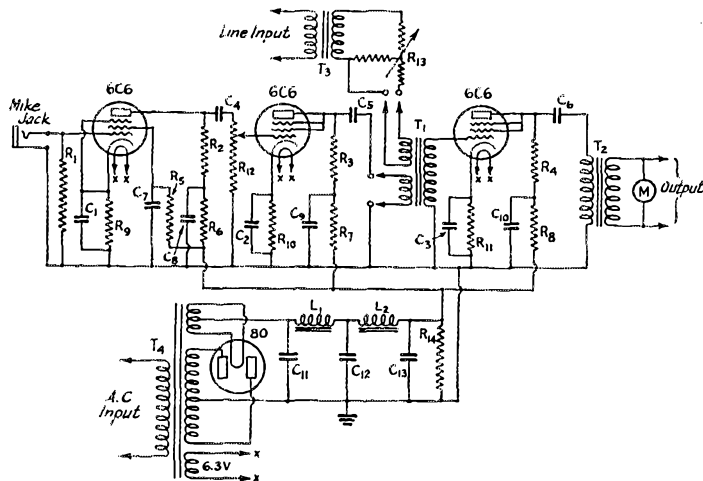 Line Input
T3
R13
6C6
6C6
6C6
Mike
Jack
C4
C5
C6
T1
T2
R1
R2
R3
R4
R12
M
Output
C1
R9
C7
R5
C8
R6
C2
R10
C9
R7
C3
R11
C10
R8
x x
x x
x x
T4
80
L1
L2
R14
C11
C12
C13
A.C
Input
6.3V
x
x